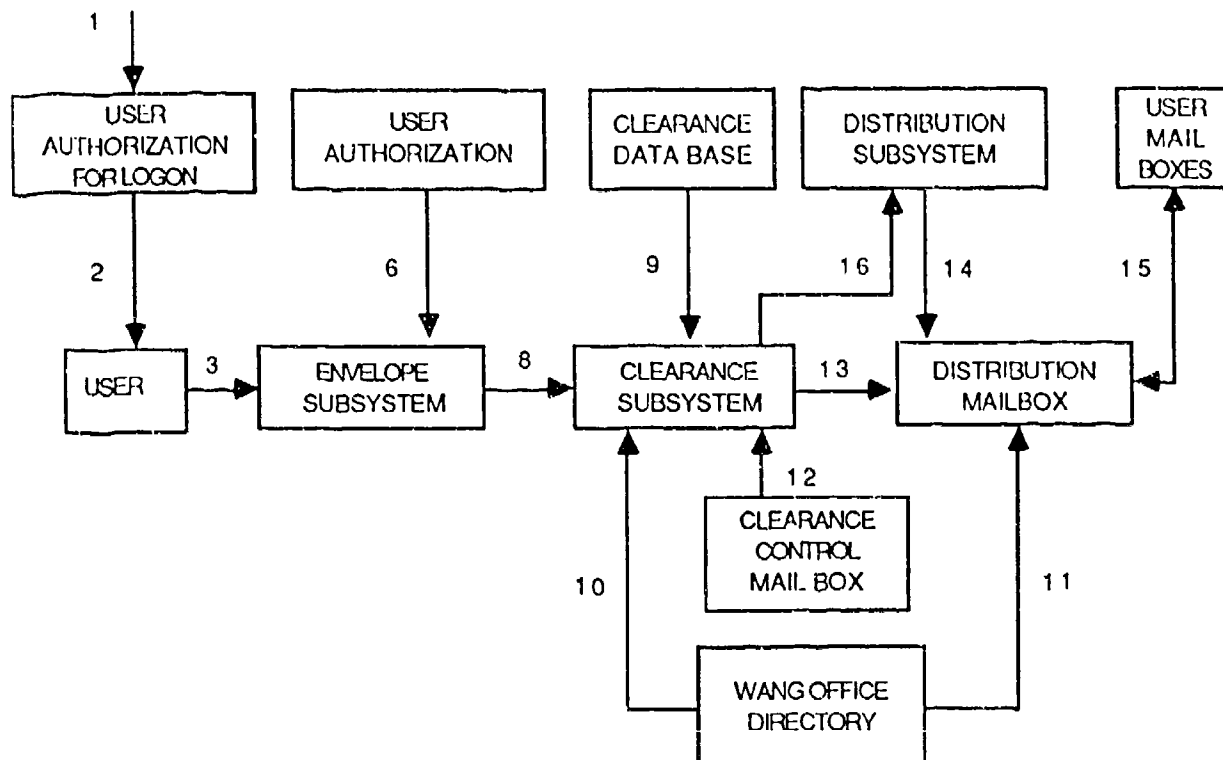 1
USER
AUTHORIZATION
FOR LOGON
USER
AUTHORIZATION
CLEARANCE
DATA BASE
DISTRIBUTION
SUBSYSTEM
USER
MAIL
BOXES
2
6
9
16
14
15
USER
3
ENVELOPE
SUBSYSTEM
8
CLEARANCE
SUBSYSTEM
13
DISTRIBUTION
MAILBOX
12
CLEARANCE
CONTROL
MAIL BOX
10
11
WANG OFFICE
DIRECTORY